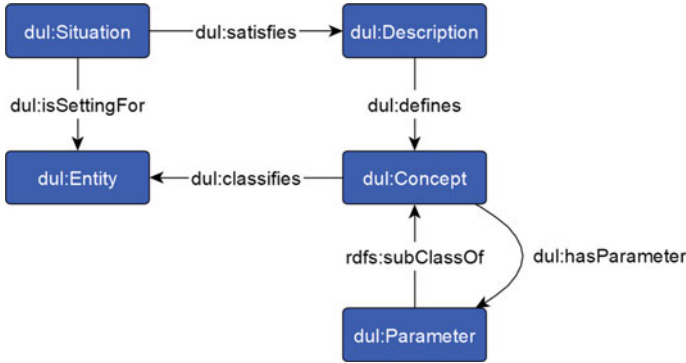 dul:Situation
dul:satisfies
dul:Description
dul:isSettingFor
dul:defines
dul:Entity
dul:classifies
dul:Concept
rdfs:subClassOf
dul:hasParameter
dul:Parameter